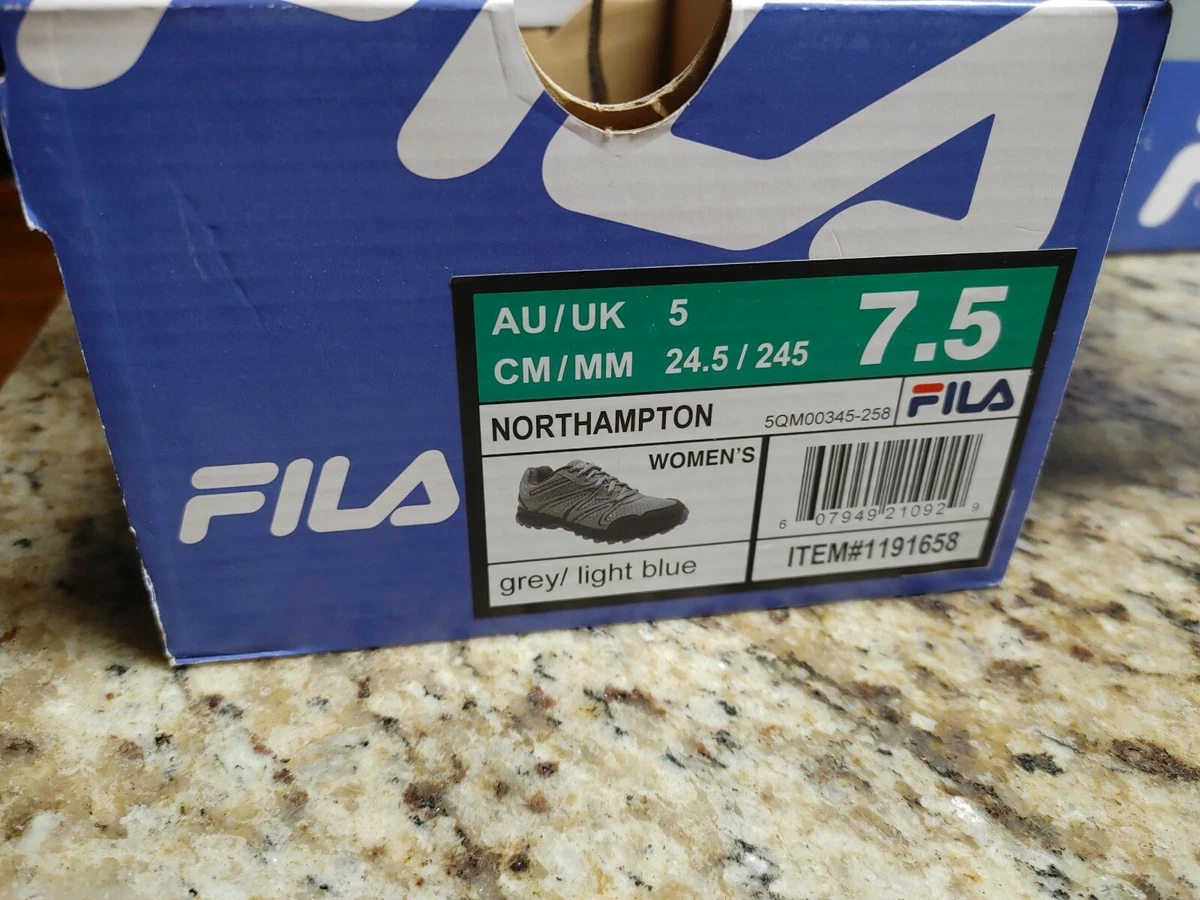 AU/UK 5
CM/MM 24.5 / 245
7.5
NORTHAMPTON
5QM00345-258
FILA
WOMEN'S
6 07949 21092 9
grey/ light blue
ITEM#1191658
FILA